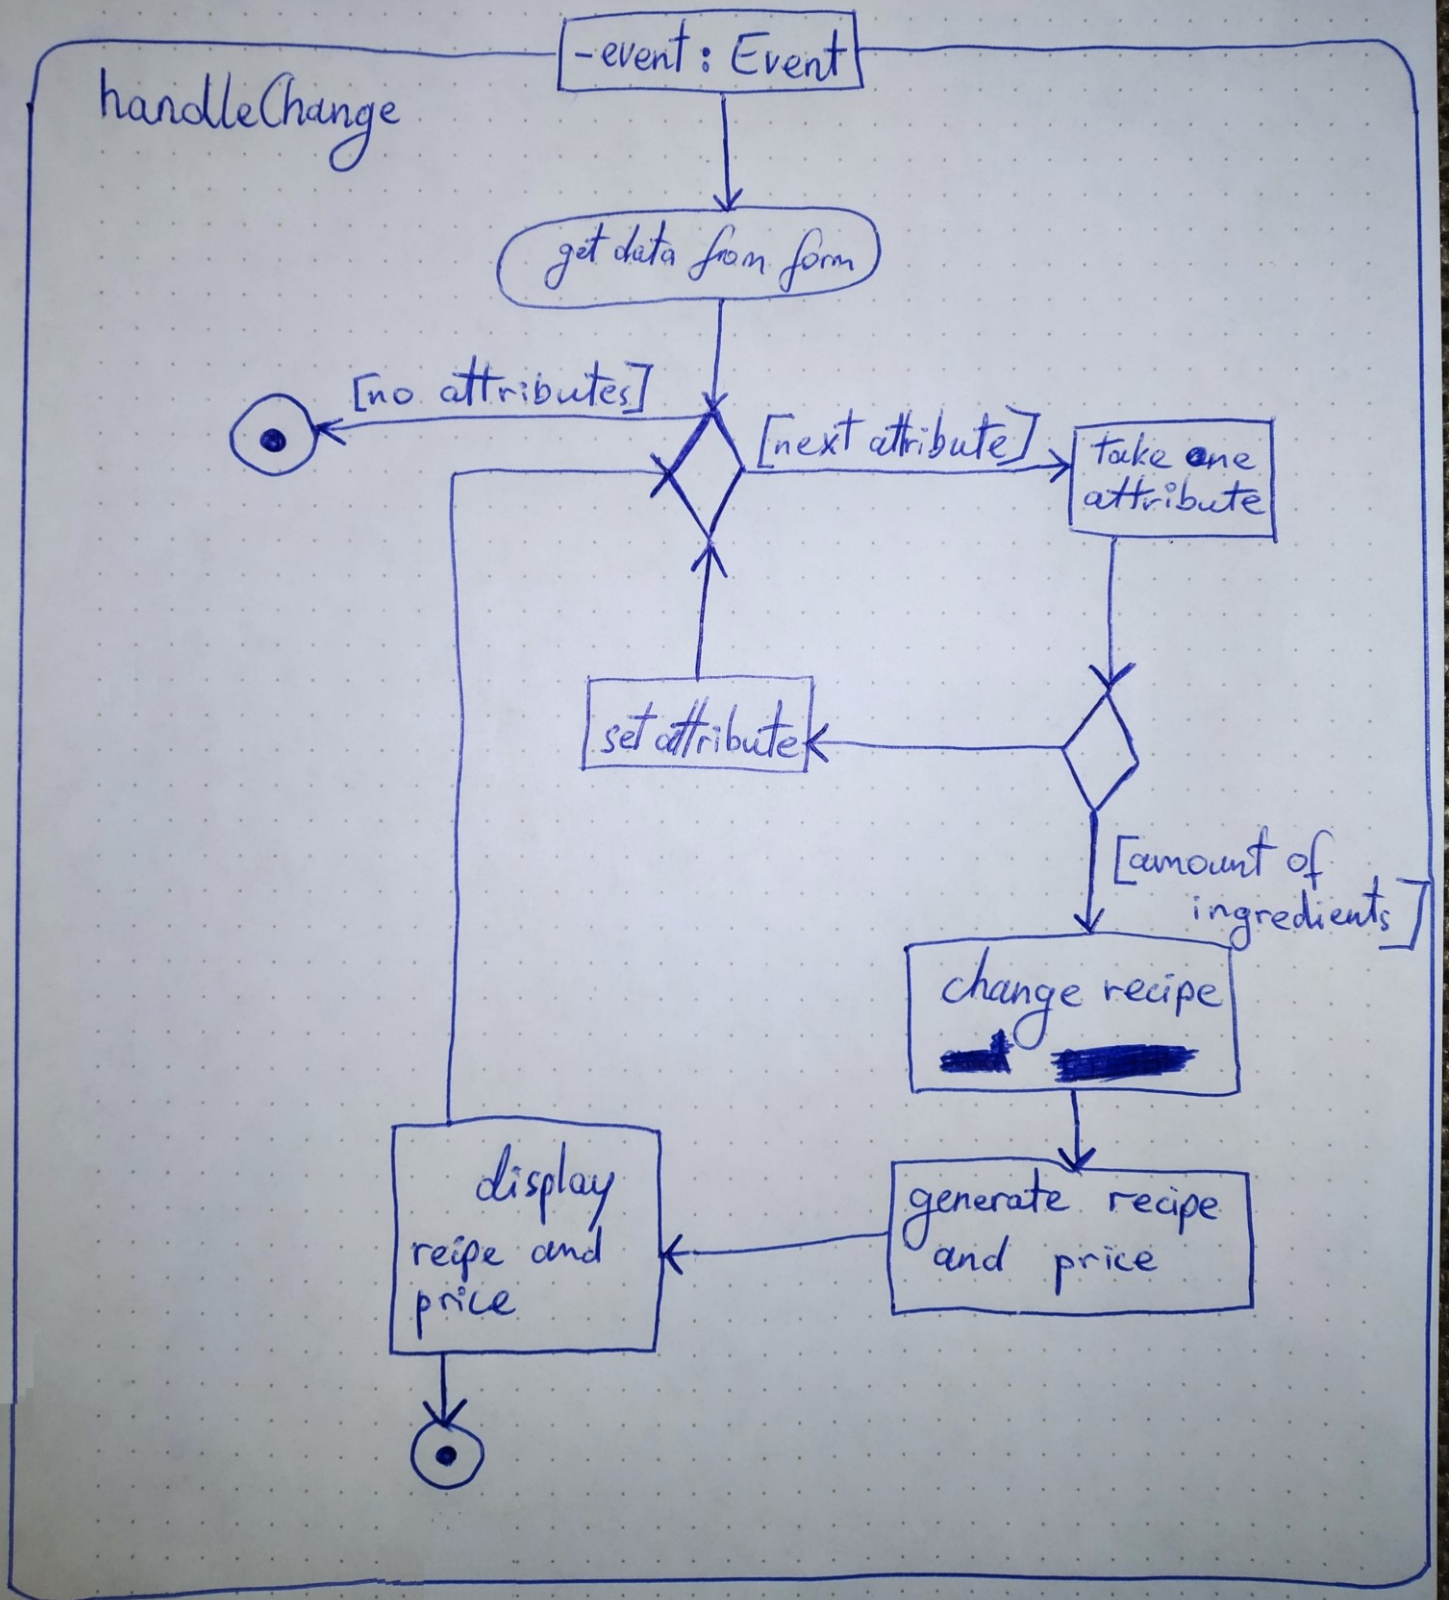 -event: Event
handleChange
get data from form
[no attributes]
[next attribute]
take one
attribute
set attribute
[amount of
ingredients]
change recipe
generate recipe
and price
display
reipe and
price